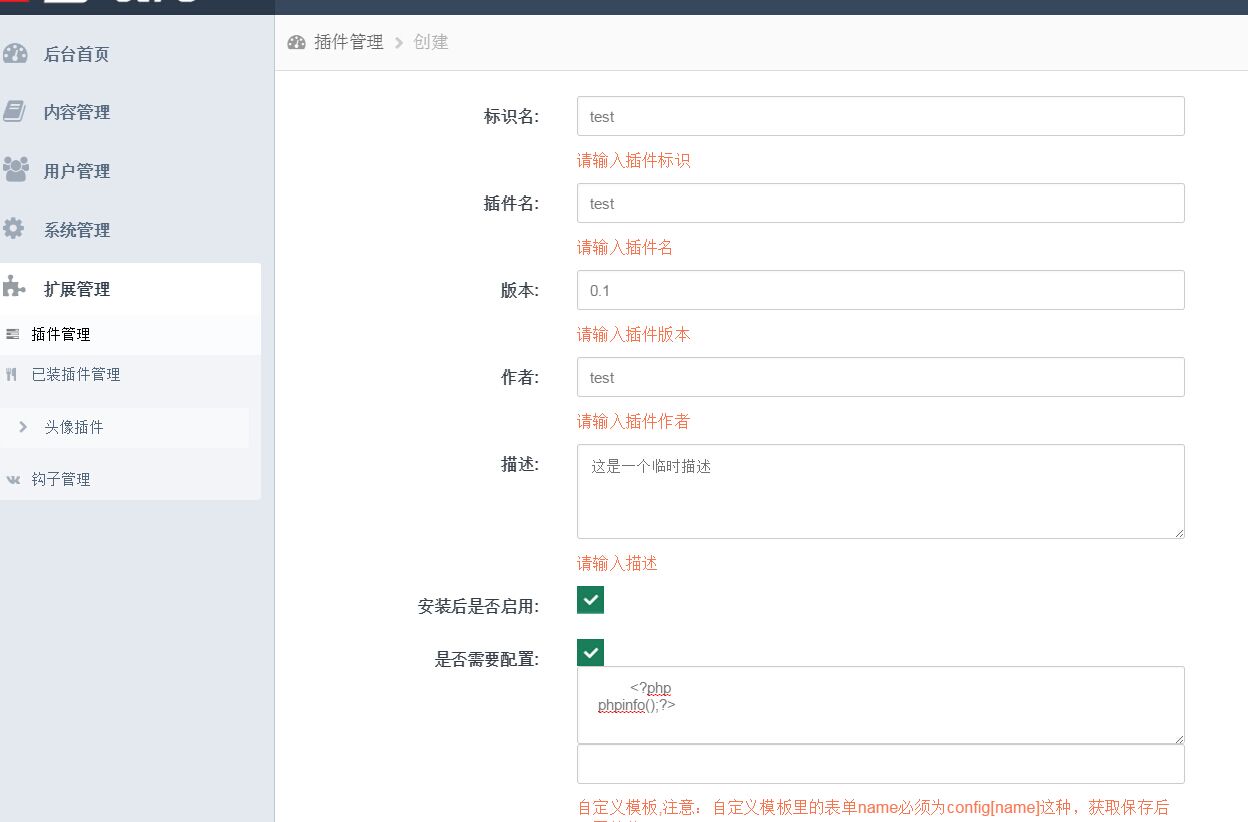 后台首页
内容管理
用户管理
系统管理
扩展管理
插件管理
已装插件管理
头像插件
钩子管理
插件管理 > 创建
标识名: test
请输入插件标识
插件名: test
请输入插件名
版本: 0.1
请输入插件版本
作者: test
请输入插件作者
描述: 这是一个临时描述
请输入描述
安装后是否启用:
是否需要配置:
<?php
phpinfo();?>
自定义模板,注意：自定义模板里的表单name必须为config[name]这种，获取保存后